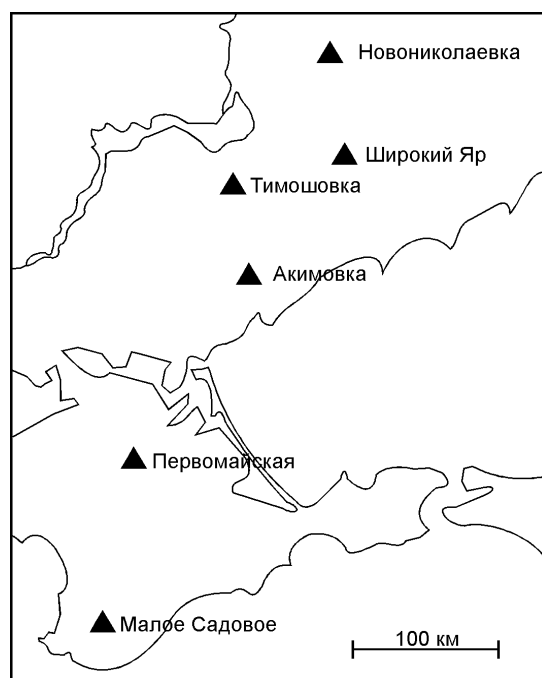 Новониколаевка
Широкий Яр
Тимошовка
Акимовка
Первомайская
Малое Садовое
100 км